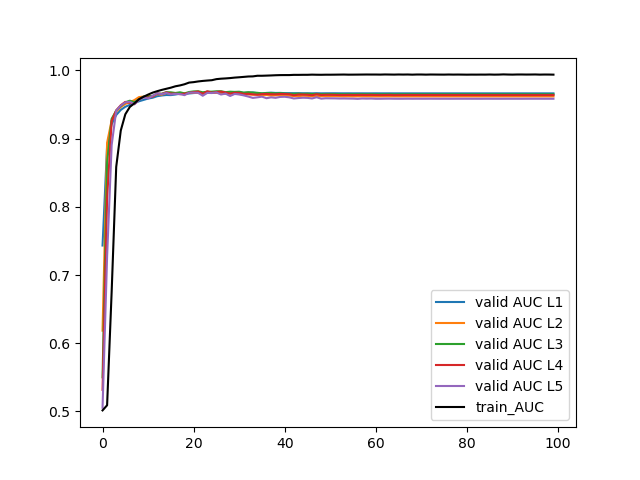 1.0
0.9
0.8
0.7
0.6
0.5
0 20 40 60 80 100
valid AUC L1
valid AUC L2
valid AUC L3
valid AUC L4
valid AUC L5
train_AUC